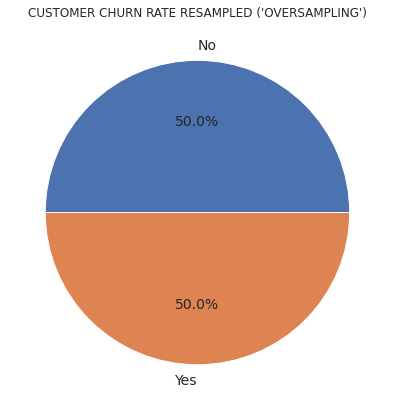 CUSTOMER CHURN RATE RESAMPLED ('OVERSAMPLING')
No
50.0%
50.0%
Yes